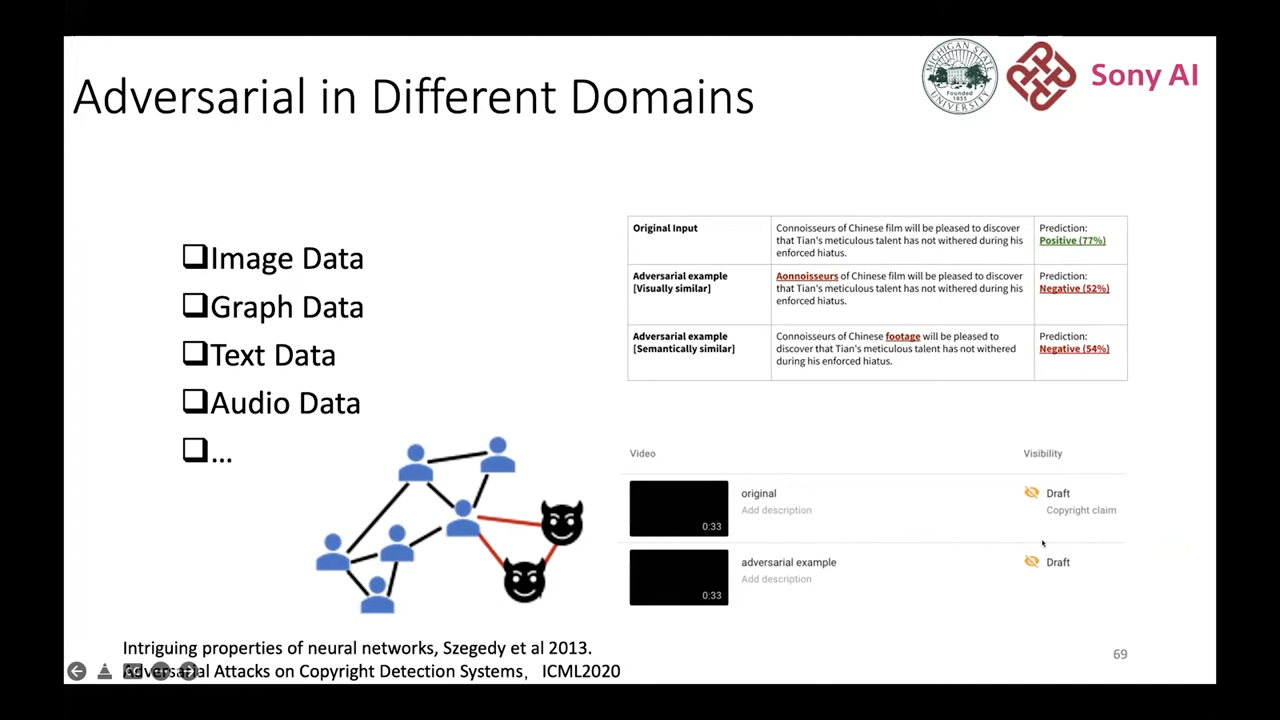 Adversarial in Different Domains
MICHIGAN STATE UNIVERSITY
Founded
1855
Sony AI
❑Image Data
❑Graph Data
❑Text Data
❑Audio Data
❑...
Original Input
Connoisseurs of Chinese film will be pleased to discover
that Tian's meticulous talent has not withered during his
enforced hiatus.
Prediction:
Positive (77%)
Adversarial example
[Visually similar]
Aonnoisseurs of Chinese film will be pleased to discover
that Tian's meticulous talent has not withered during his
enforced hiatus.
Prediction:
Negative (52%)
Adversarial example
[Semantically similar]
Connoisseurs of Chinese footage will be pleased to
discover that Tian's meticulous talent has not withered
during his enforced hiatus.
Prediction:
Negative (54%)
Video
Visibility
0:33
original
Add description
Draft
Copyright claim
0:33
adversarial example
Add description
Draft
Intriguing properties of neural networks, Szegedy et al 2013.
Adversarial Attacks on Copyright Detection Systems, ICML2020
69